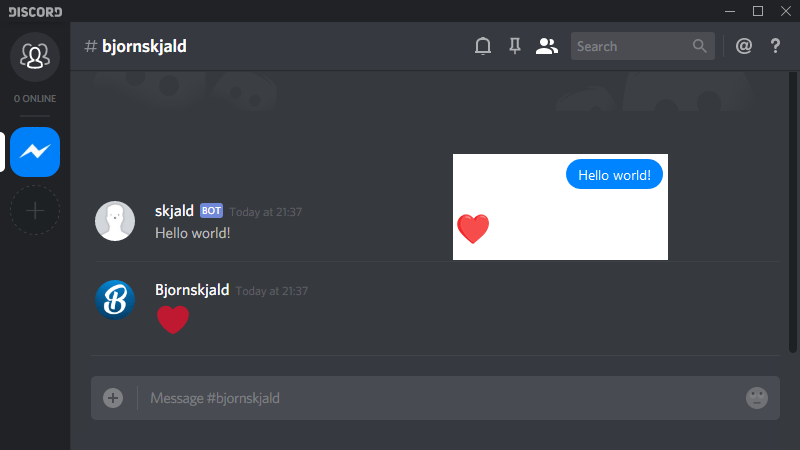 DISCORD
# bjornskjald
Search
@ ?
0 ONLINE
Hello world!
skjald BOT Today at 21:37
Hello world!
Bjornskjald Today at 21:37
B
Message #bjornskjald